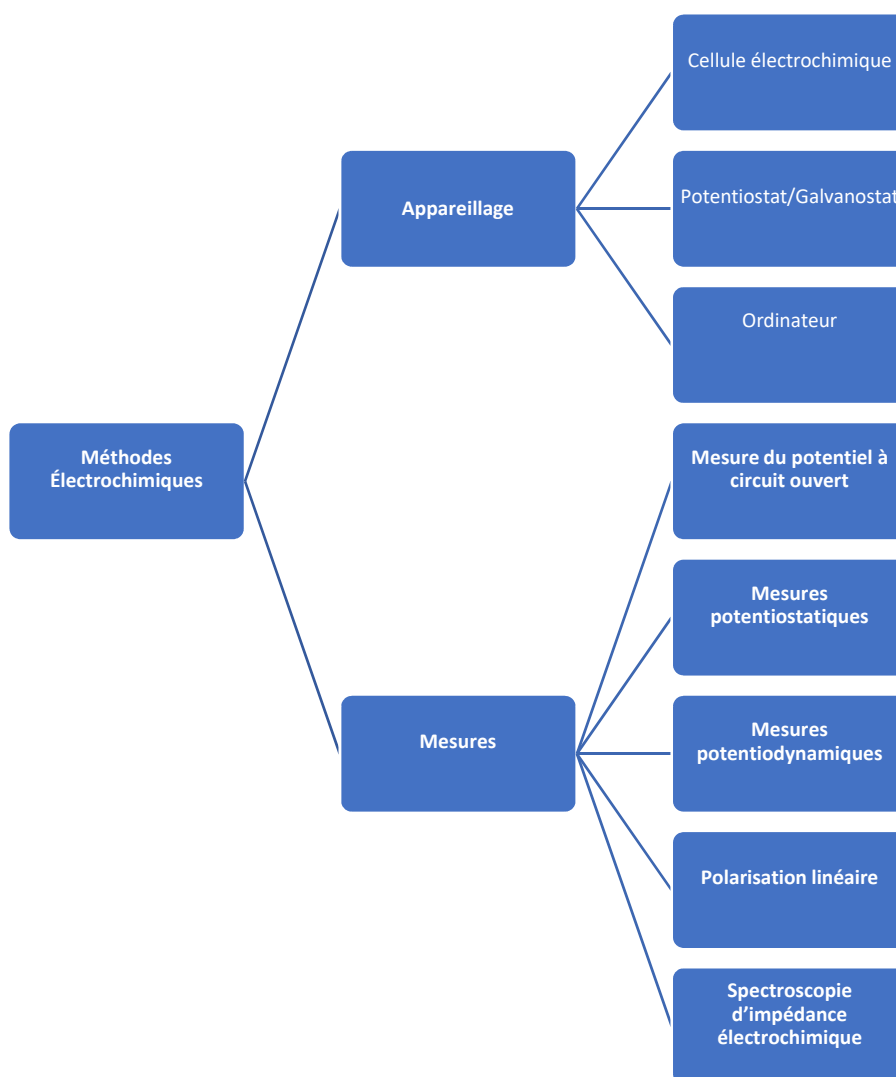 Cellule électrochimique
Appareillage
Potentiostat/Galvanostat
Ordinateur
Méthodes
Électrochimiques
Mesure du potentiel à
circuit ouvert
Mesures
potentiostatiques
Mesures
Mesures
potentiodynamiques
Polarisation linéaire
Spectroscopie
d’impédance
électrochimique